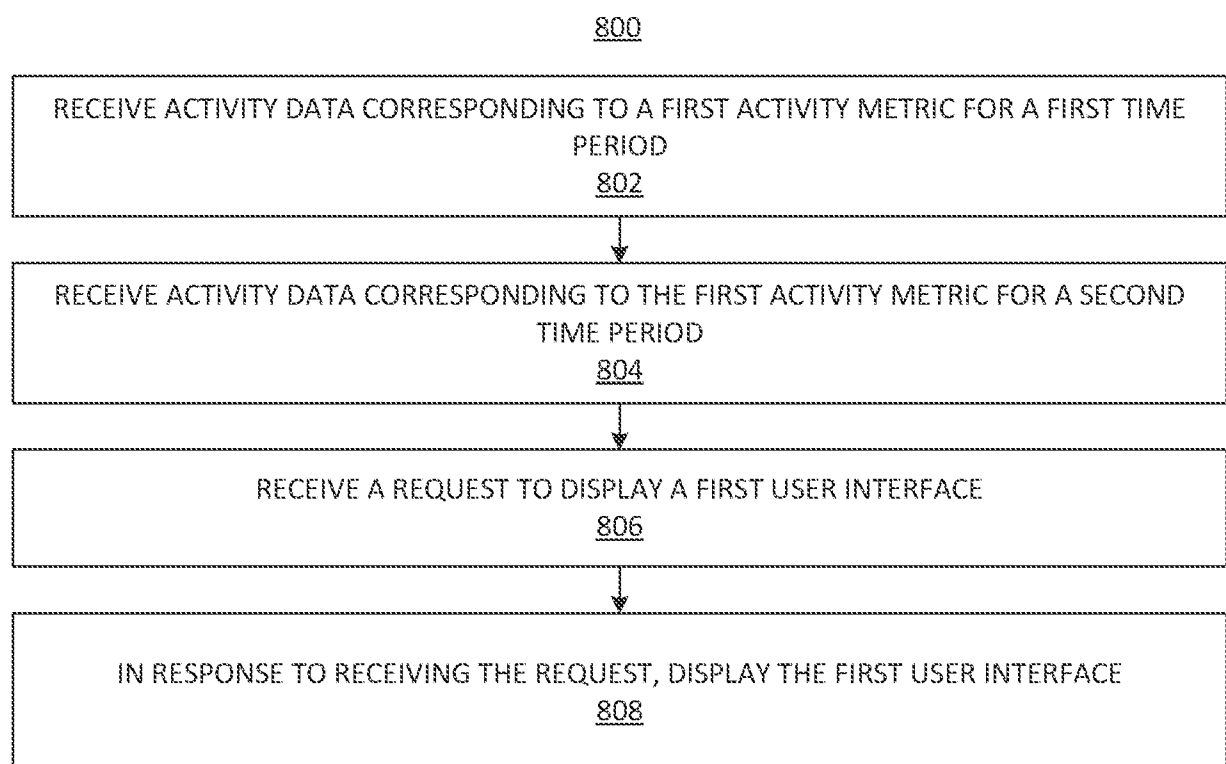 800
RECEIVE ACTIVITY DATA CORRESPONDING TO A FIRST ACTIVITY METRIC FOR A FIRST TIME
PERIOD
802
RECEIVE ACTIVITY DATA CORRESPONDING TO THE FIRST ACTIVITY METRIC FOR A SECOND
TIME PERIOD
804
RECEIVE A REQUEST TO DISPLAY A FIRST USER INTERFACE
806
IN RESPONSE TO RECEIVING THE REQUEST, DISPLAY THE FIRST USER INTERFACE
808